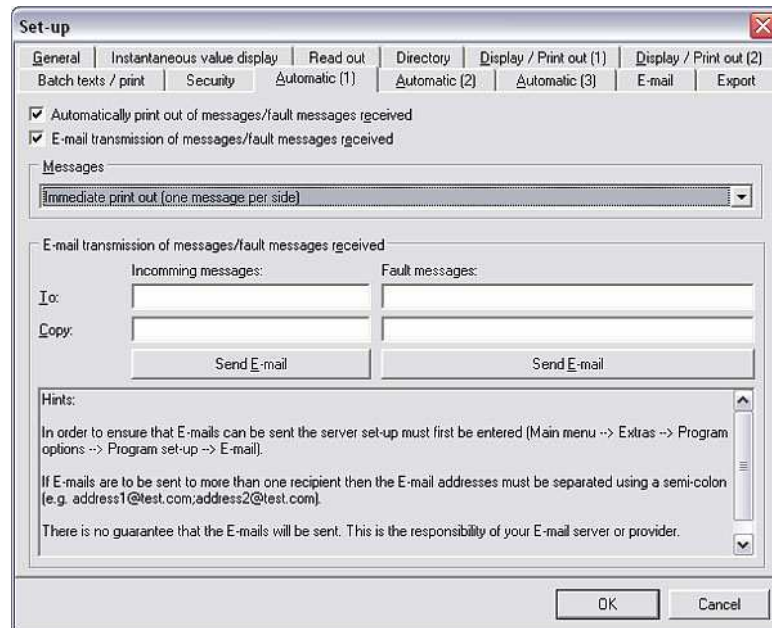 Set-up
General Instantaneous value display Read out Directory Display / Print out (1) Display / Print out (2)
Batch texts / print Security Automatic (1) Automatic (2) Automatic (3) E-mail Export
Automatically print out of messages/fault messages received
E-mail transmission of messages/fault messages received
Messages
Immediate print out (one message per side)
E-mail transmission of messages/fault messages received
Incomming messages: Fault messages:
To:
Copy:
Send E-mail Send E-mail
Hints:
In order to ensure that E-mails can be sent the server set-up must first be entered (Main menu --> Extras --> Program
options --> Program set-up --> E-mail).
If E-mails are to be sent to more than one recipient then the E-mail addresses must be separated using a semi-colon
(e.g. address1@test.com;address2@test.com).
There is no guarantee that the E-mails will be sent. This is the responsibility of your E-mail server or provider.
OK Cancel